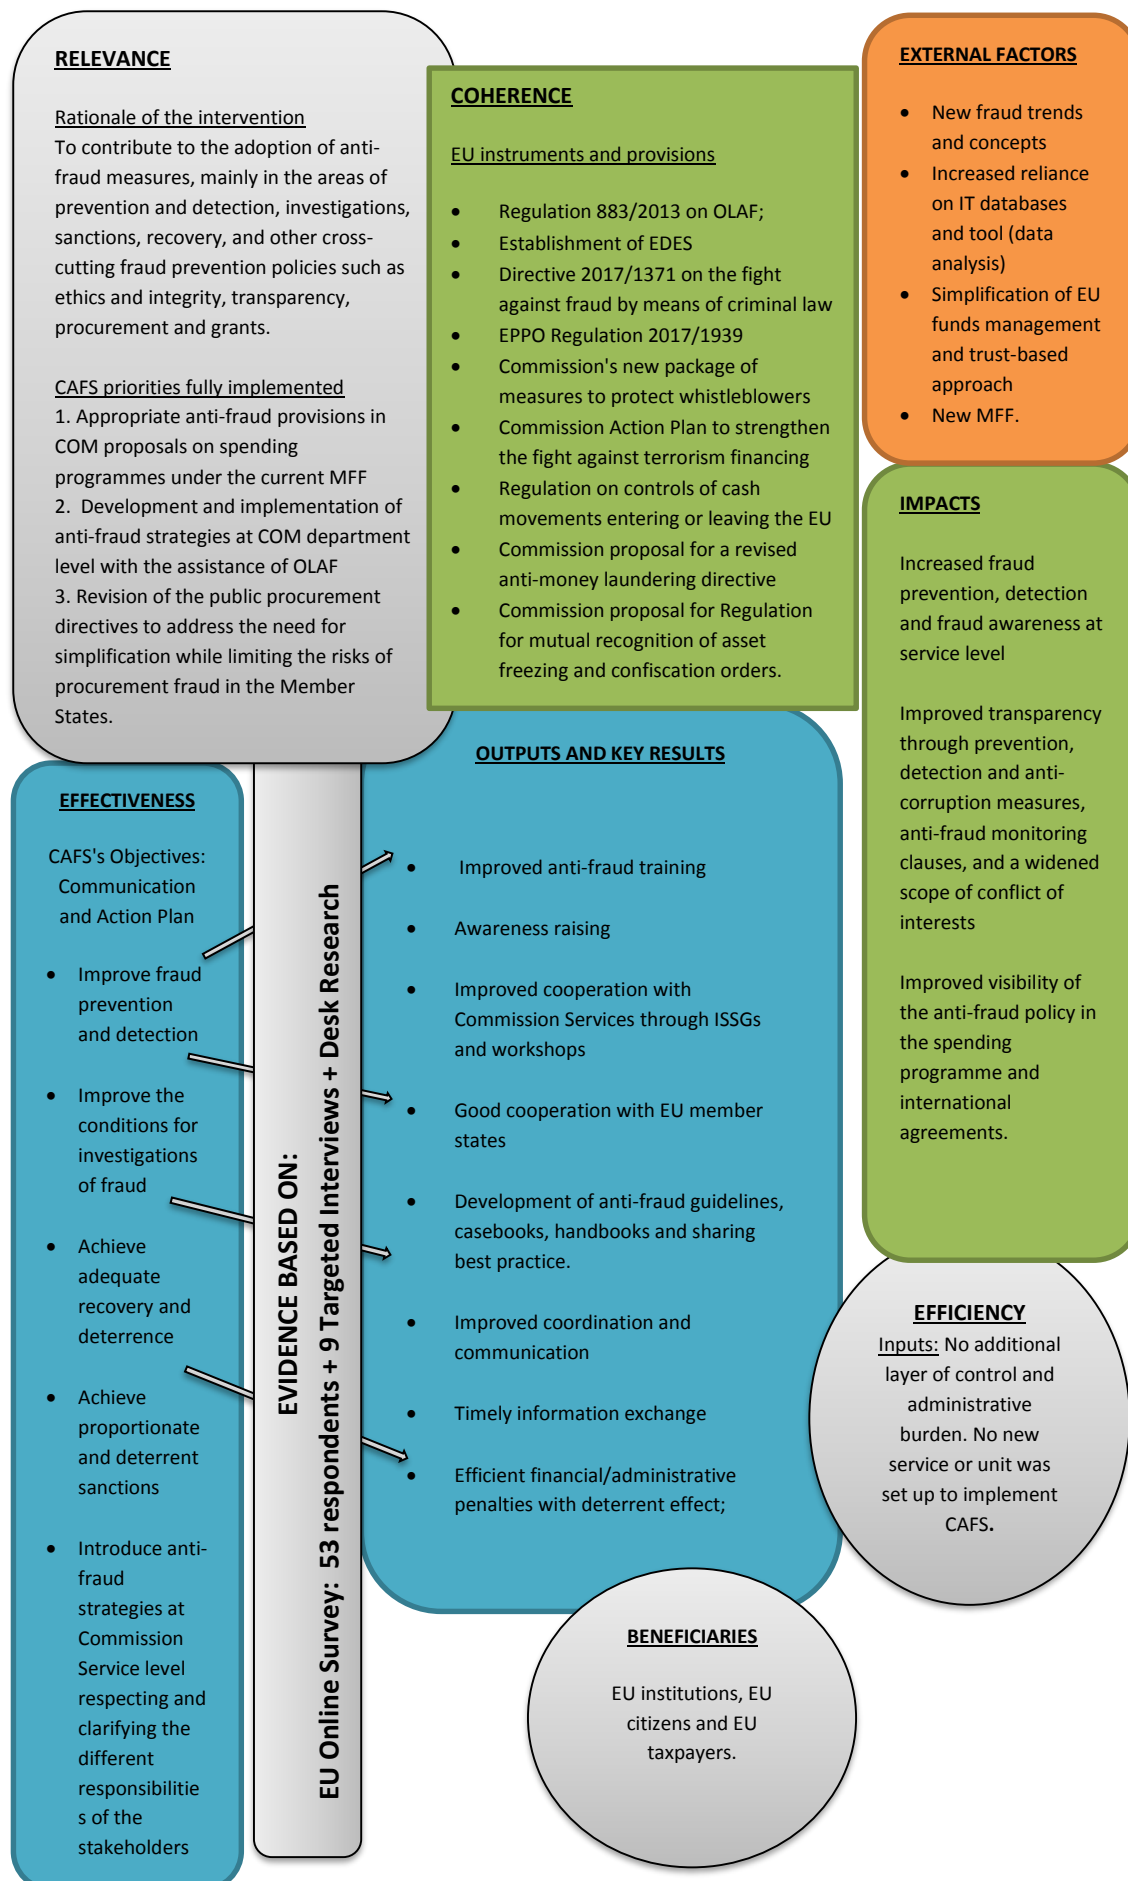 RELEVANCE
Rationale of the intervention
To contribute to the adoption of anti-
fraud measures, mainly in the areas of
prevention and detection, investigations,
sanctions, recovery, and other cross-
cutting fraud prevention policies such as
ethics and integrity, transparency,
procurement and grants.
CAFS priorities fully implemented
1. Appropriate anti-fraud provisions in
COM proposals on spending
programmes under the current MFF
2.  Development and implementation of
anti-fraud strategies at COM department
level with the assistance of OLAF
3. Revision of the public procurement
directives to address the need for
simplification while limiting the risks of
procurement fraud in the Member
States.
COHERENCE
EU instruments and provisions
• Regulation 883/2013 on OLAF;
• Establishment of EDES
• Directive 2017/1371 on the fight
against fraud by means of criminal law
• EPPO Regulation 2017/1939
• Commission's new package of
measures to protect whistleblowers
• Commission Action Plan to strengthen
the fight against terrorism financing
• Regulation on controls of cash
movements entering or leaving the EU
• Commission proposal for a revised
anti-money laundering directive
• Commission proposal for Regulation
for mutual recognition of asset
freezing and confiscation orders.
EXTERNAL FACTORS
• New fraud trends
and concepts
• Increased reliance
on IT databases
and tool (data
analysis)
• Simplification of EU
funds management
and trust-based
approach
• New MFF.
IMPACTS
Increased fraud
prevention, detection
and fraud awareness at
service level
Improved transparency
through prevention,
detection and anti-
corruption measures,
anti-fraud monitoring
clauses, and a widened
scope of conflict of
interests
Improved visibility of
the anti-fraud policy in
the spending
programme and
international
agreements.
EFFECTIVENESS
CAFS's Objectives:
Communication
and Action Plan
• Improve fraud
prevention
and detection
• Improve the
conditions for
investigations
of fraud
• Achieve
adequate
recovery and
deterrence
• Achieve
proportionate
and deterrent
sanctions
• Introduce anti-
fraud
strategies at
Commission
Service level
respecting and
clarifying the
different
responsibilitie
s of the
stakeholders
EVIDENCE BASED ON:
EU Online Survey:  53 respondents + 9 Targeted Interviews + Desk Research
OUTPUTS AND KEY RESULTS
• Improved anti-fraud training
• Awareness raising
• Improved cooperation with
Commission Services through ISSGs
and workshops
• Good cooperation with EU member
states
• Development of anti-fraud guidelines,
casebooks, handbooks and sharing
best practice.
• Improved coordination and
communication
• Timely information exchange
• Efficient financial/administrative
penalties with deterrent effect;
EFFICIENCY
Inputs: No additional
layer of control and
administrative
burden. No new
service or unit was
set up to implement
CAFS.
BENEFICIARIES
EU institutions, EU
citizens and EU
taxpayers.